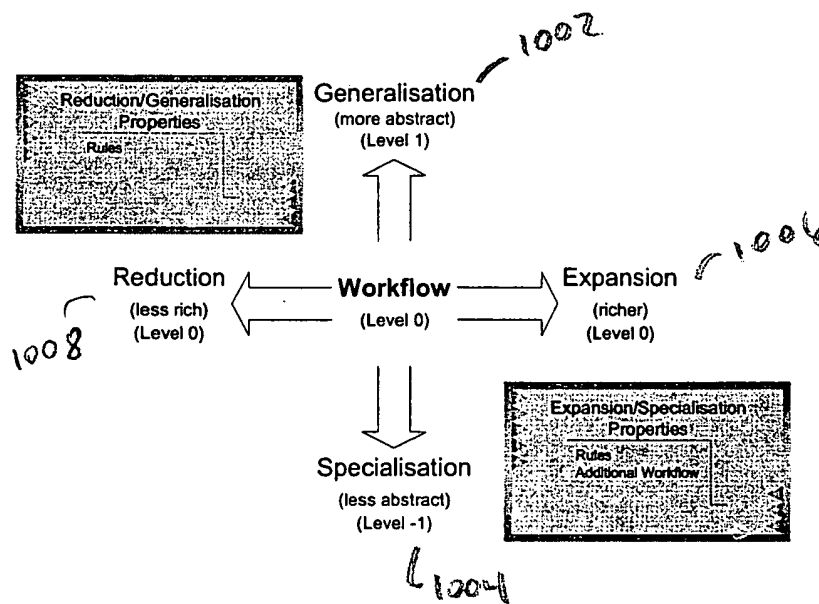 1002
Reduction/Generalisation
Properties
Rules
Generalisation
(more abstract)
(Level 1)
1006
Reduction
(less rich)
(Level 0)
1008
Workflow
(Level 0)
Expansion
(richer)
(Level 0)
Expansion/Specialisation
Properties
Rules
Additional Workflow
Specialisation
(less abstract)
(Level -1)
1004